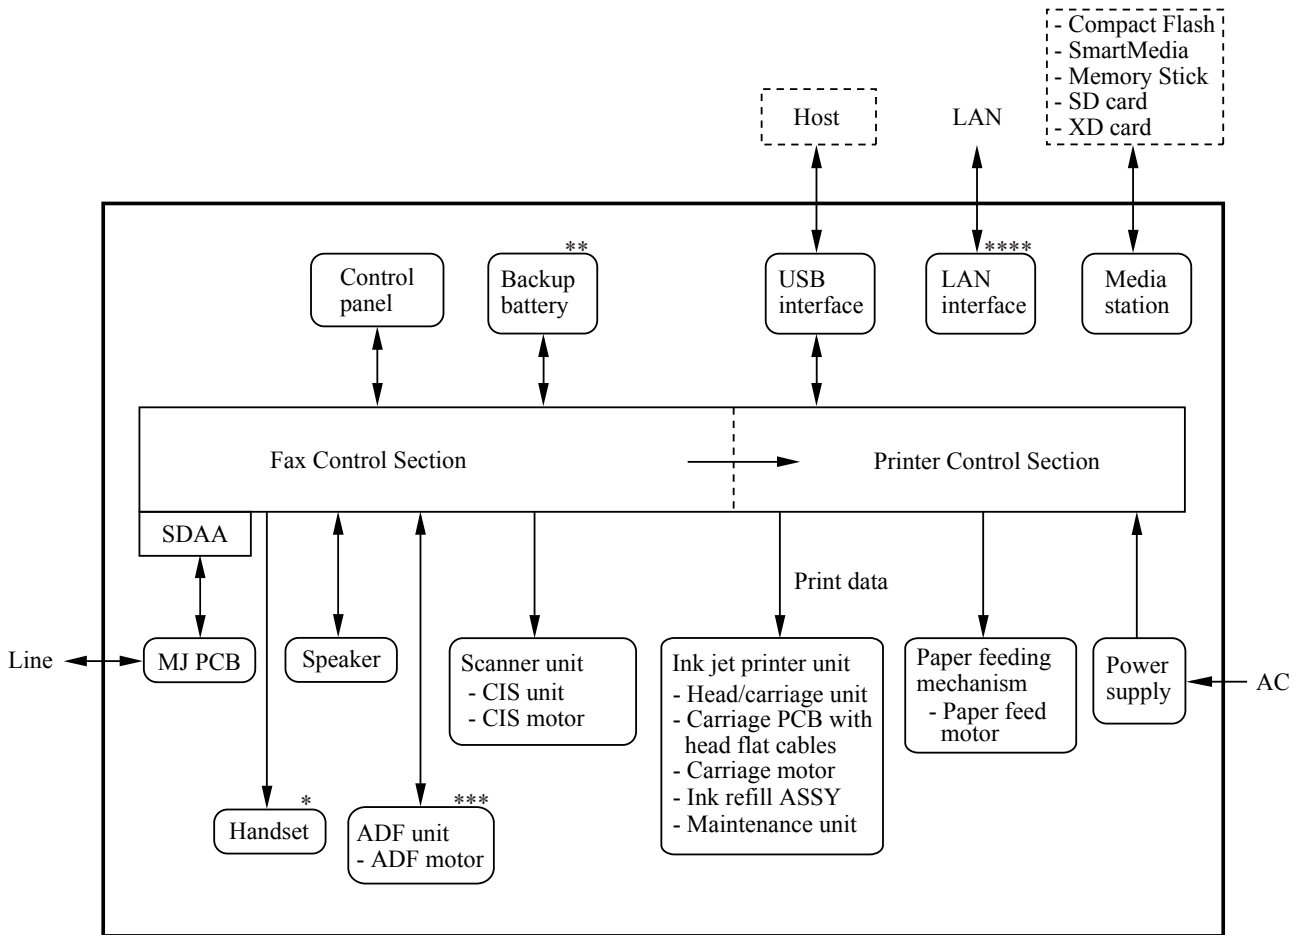 - Compact Flash
- SmartMedia
- Memory Stick
- SD card
- XD card
Host
LAN
Control
panel
**
Backup
battery
USB
interface
****
LAN
interface
Media
station
Fax Control Section
Printer Control Section
SDAA
Print data
Line
MJ PCB
Speaker
Scanner unit
- CIS unit
- CIS motor
Ink jet printer unit
- Head/carriage unit
- Carriage PCB with
head flat cables
- Carriage motor
- Ink refill ASSY
- Maintenance unit
Paper feeding
mechanism
- Paper feed
motor
Power
supply
AC
*
Handset
***
ADF unit
- ADF motor